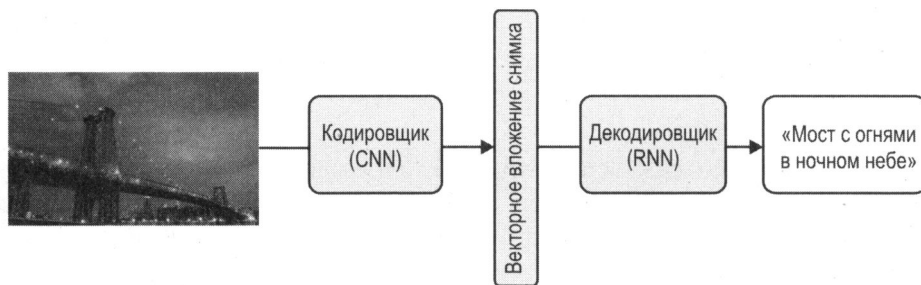 Кодировщик
(CNN)
Векторное вложение снимка
Декодировщик
(RNN)
«Мост с огнями
в ночном небе»